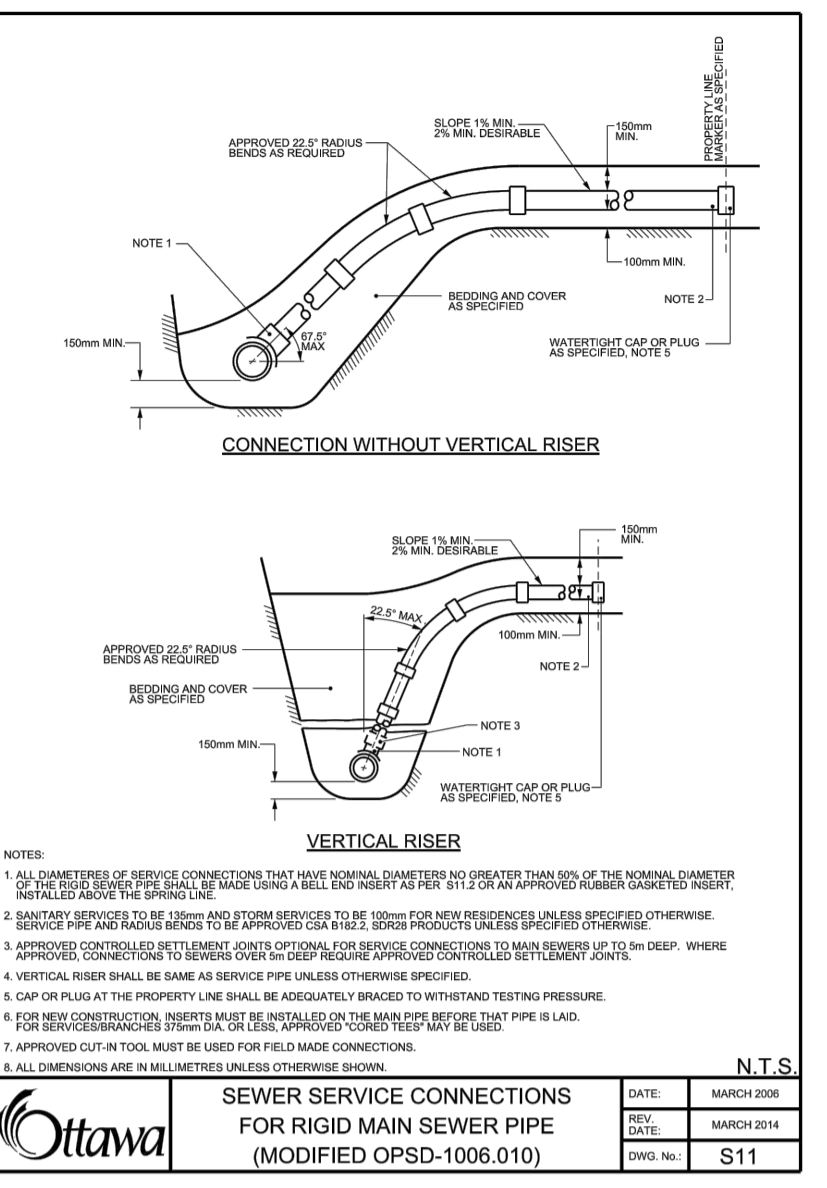 PROPERTY LINE
MARKER AS SPECIFIED
SLOPE 1% MIN.
2% MIN. DESIRABLE
150mm
MIN.
APPROVED 22.5° RADIUS
BENDS AS REQUIRED
NOTE 1
100mm MIN.
BEDDING AND COVER
AS SPECIFIED
NOTE 2
67.5°
MAX
150mm MIN.
WATERTIGHT CAP OR PLUG
AS SPECIFIED, NOTE 5
CONNECTION WITHOUT VERTICAL RISER
150mm
MIN.
SLOPE 1% MIN.
2% MIN. DESIRABLE
22.5° MAX
100mm MIN.
APPROVED 22.5° RADIUS
BENDS AS REQUIRED
NOTE 2
BEDDING AND COVER
AS SPECIFIED
NOTE 3
150mm MIN.
NOTE 1
WATERTIGHT CAP OR PLUG
AS SPECIFIED, NOTE 5
VERTICAL RISER
NOTES:
1. ALL DIAMETERES OF SERVICE CONNECTIONS THAT HAVE NOMINAL DIAMETERS NO GREATER THAN 50% OF THE NOMINAL DIAMETER
OF THE RIGID SEWER PIPE SHALL BE MADE USING A BELL END INSERT AS PER S11.2 OR AN APPROVED RUBBER GASKETED INSERT,
INSTALLED ABOVE THE SPRING LINE.
2. SANITARY SERVICES TO BE 135mm AND STORM SERVICES TO BE 100mm FOR NEW RESIDENCES UNLESS SPECIFIED OTHERWISE.
SERVICE PIPE AND RADIUS BENDS TO BE APPROVED CSA B182.2, SDR28 PRODUCTS UNLESS SPECIFIED OTHERWISE.
3. APPROVED CONTROLLED SETTLEMENT JOINTS OPTIONAL FOR SERVICE CONNECTIONS TO MAIN SEWERS UP TO 5m DEEP. WHERE
APPROVED, CONNECTIONS TO SEWERS OVER 5m DEEP REQUIRE APPROVED CONTROLLED SETTLEMENT JOINTS.
4. VERTICAL RISER SHALL BE SAME AS SERVICE PIPE UNLESS OTHERWISE SPECIFIED.
5. CAP OR PLUG AT THE PROPERTY LINE SHALL BE ADEQUATELY BRACED TO WITHSTAND TESTING PRESSURE.
6. FOR NEW CONSTRUCTION, INSERTS MUST BE INSTALLED ON THE MAIN PIPE BEFORE THAT PIPE IS LAID.
FOR SERVICES/BRANCHES 375mm DIA. OR LESS, APPROVED "CORED TEES" MAY BE USED.
7. APPROVED CUT-IN TOOL MUST BE USED FOR FIELD MADE CONNECTIONS.
8. ALL DIMENSIONS ARE IN MILLIMETRES UNLESS OTHERWISE SHOWN.
N.T.S.
Ottawa
SEWER SERVICE CONNECTIONS
FOR RIGID MAIN SEWER PIPE
(MODIFIED OPSD-1006.010)
DATE: MARCH 2006
REV.
DATE: MARCH 2014
DWG. No.: S11